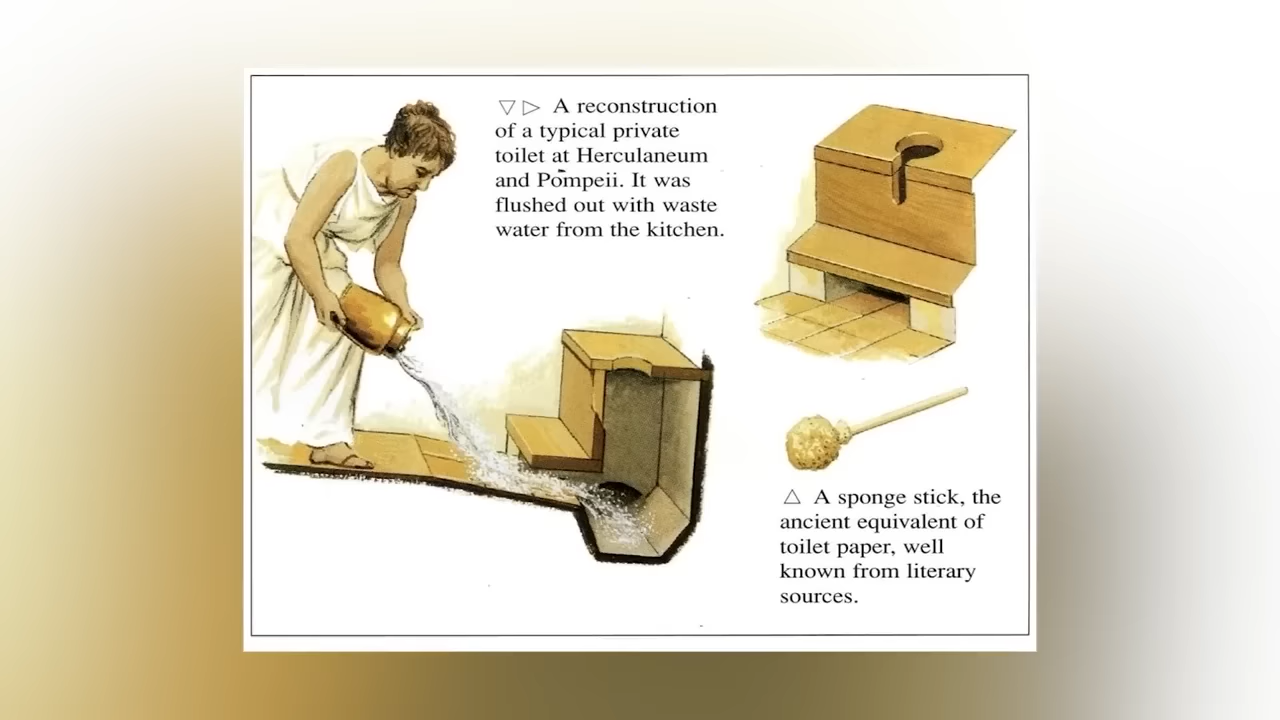 ▽ ▷ A reconstruction
of a typical private
toilet at Herculaneum
and Pompeii. It was
flushed out with waste
water from the kitchen.
△ A sponge stick, the
ancient equivalent of
toilet paper, well
known from literary
sources.